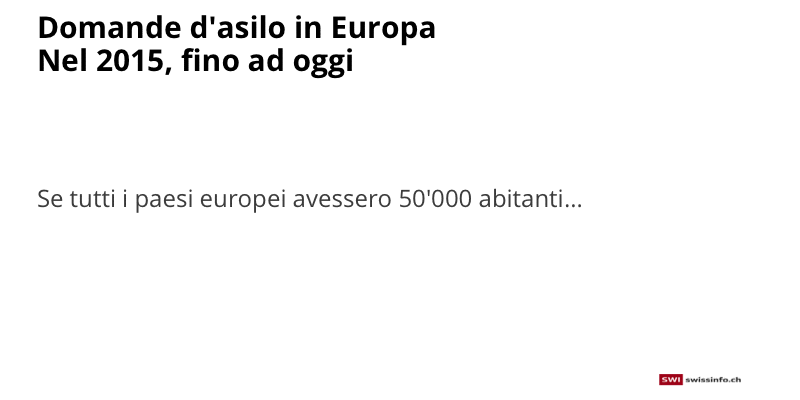 Domande d'asilo in Europa
Nel 2015, fino ad oggi
Se tutti i paesi europei avessero 50'000 abitanti...
SWI swissinfo.ch